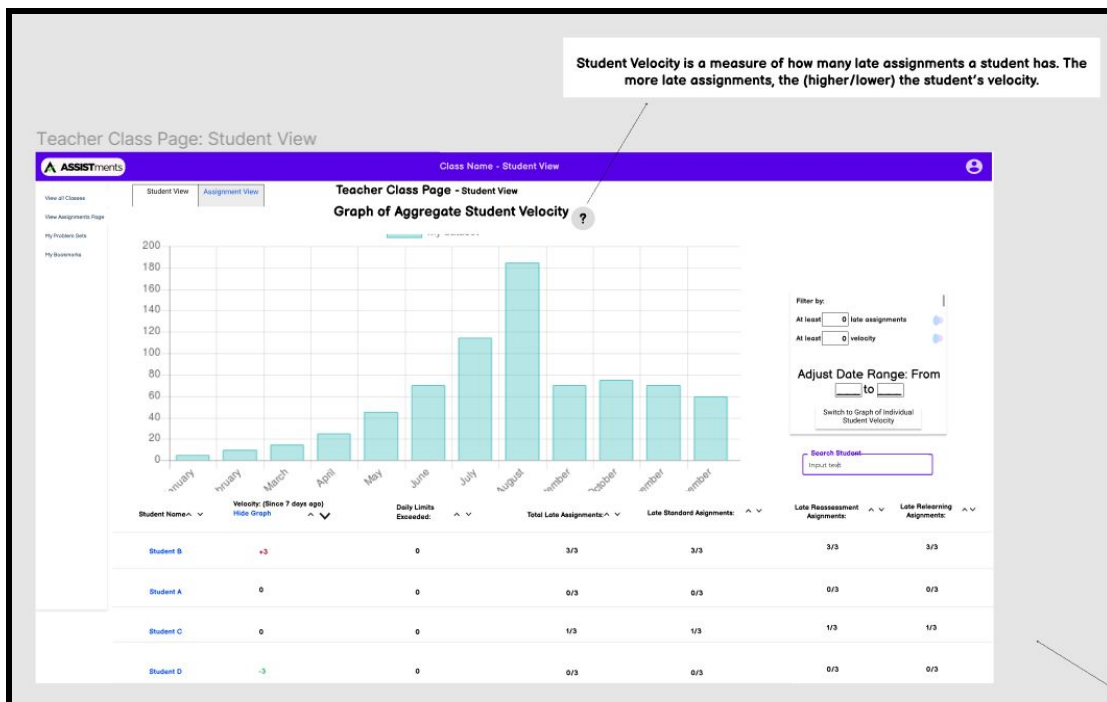 Student Velocity is a measure of how many late assignments a student has. The
more late assignments, the (higher/lower) the student's velocity.
Teacher Class Page: Student View
ASSISTments
Class Name - Student View
View all Classes
View Assignments Page
My Problem Sets
My
Student View
Assignment View
Teacher Class Page - Student View
Graph of Aggregate Student Velocity
?
200
180
160
140
120
100
80
60
40
20
0
March
April
May
June
July
August
Filter by:
At least 0 late assignments
At least 0 velocity
Adjust Date Range: From
to
Switch to Graph of Individual
Student Velocity
Search Student
Input text
Student Name
Velocity: (Since 7 days ago)
Hide Graph
Daily Limits
Exceeded:
Total Late Assignments:
Late Standard Asignments:
Late Reassessment
Asignments:
Late Relearning
Asignments:
Student B +3 0 3/3 3/3 3/3 3/3
Student A 0 0 0/3 0/3 0/3 0/3
Student C 0 0 1/3 1/3 1/3 1/3
Student D -3 0 0/3 0/3 0/3 0/3